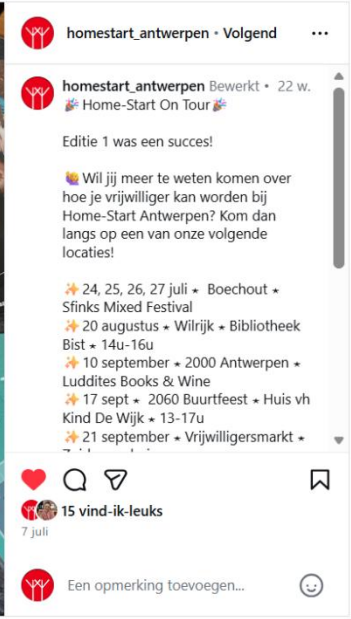 homestart_antwerpen • Volgend
homestart_antwerpen Bewerkt • 22 w.
🎉 Home-Start On Tour 🎉
Editie 1 was een succes!
🙋‍♀️ Wil jij meer te weten komen over
hoe je vrijwilliger kan worden bij
Home-Start Antwerpen? Kom dan
langs op een van onze volgende
locaties!
✨ 24, 25, 26, 27 juli ⋆ Boechout ⋆
Sfinks Mixed Festival
✨ 20 augustus ⋆ Wilrijk ⋆ Bibliotheek
Bist ⋆ 14u-16u
✨ 10 september ⋆ 2000 Antwerpen ⋆
Luddites Books & Wine
✨ 17 sept ⋆ 2060 Buurtfeest ⋆ Huis vh
Kind De Wijk ⋆ 13-17u
✨ 21 september ⋆ Vrijwilligersmarkt ⋆
15 vind-ik-leuks
7 juli
Een opmerking toevoegen...